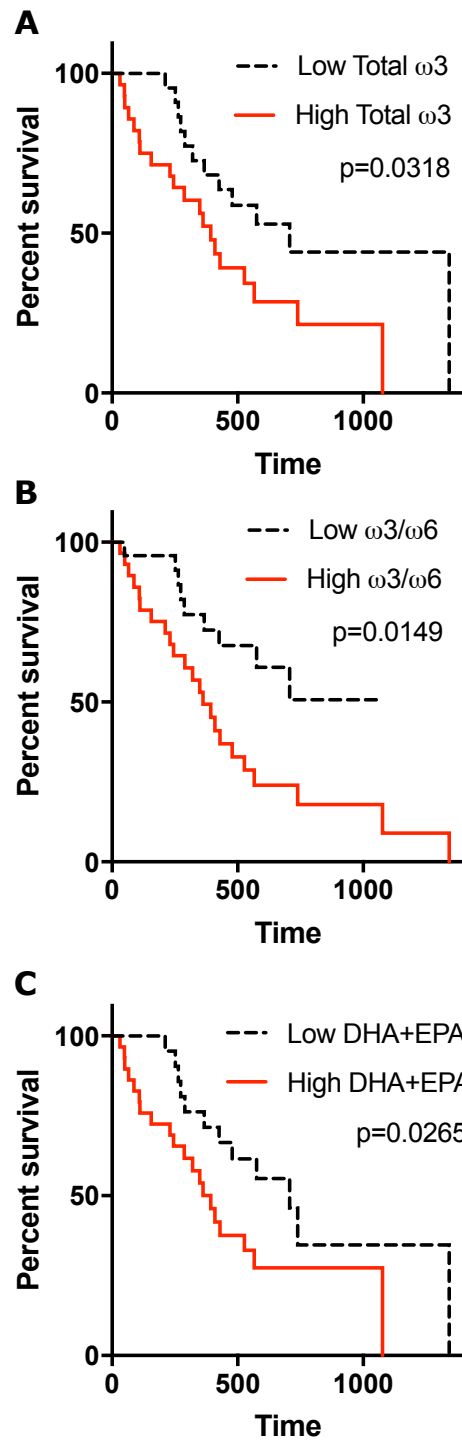 A
Low Total ω3
High Total ω3
p=0.0318
Percent survival
100
50
0
0 500 1000
Time
B
Low ω3/ω6
High ω3/ω6
p=0.0149
Percent survival
100
50
0
0 500 1000
Time
C
Low DHA+EPA
High DHA+EPA
p=0.0265
Percent survival
100
50
0
0 500 1000
Time